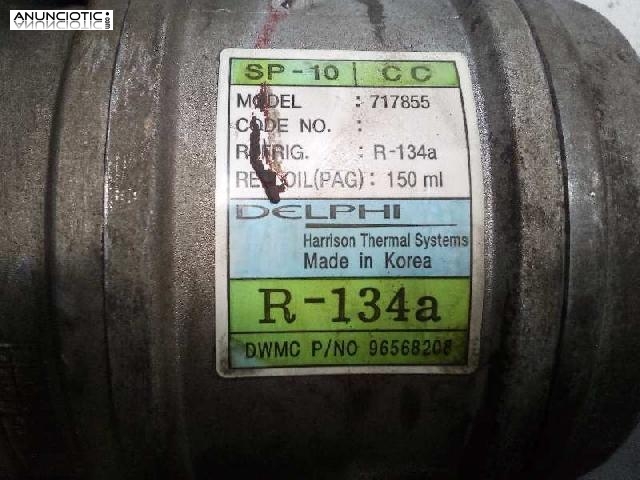 ANUNCIOTIC.com
SP-10 CC
MODEL : 717855
CODE NO. :
REFRIG. : R-134a
REF. OIL(PAG) : 150 ml
DELPHI
Harrison Thermal Systems
Made in Korea
R-134a
DWMC P/NO 96568208